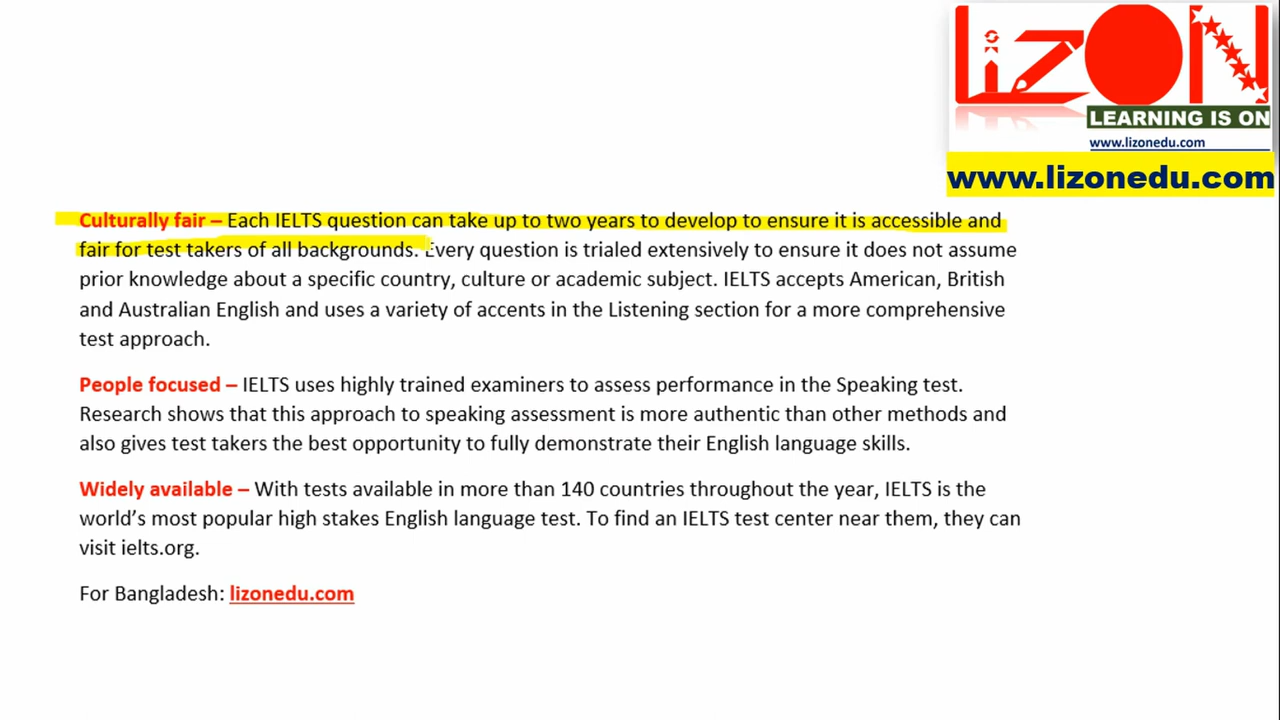 LizON
LEARNING IS ON
www.lizonedu.com
www.lizonedu.com
Culturally fair – Each IELTS question can take up to two years to develop to ensure it is accessible and
fair for test takers of all backgrounds. Every question is trialed extensively to ensure it does not assume
prior knowledge about a specific country, culture or academic subject. IELTS accepts American, British
and Australian English and uses a variety of accents in the Listening section for a more comprehensive
test approach.
People focused – IELTS uses highly trained examiners to assess performance in the Speaking test.
Research shows that this approach to speaking assessment is more authentic than other methods and
also gives test takers the best opportunity to fully demonstrate their English language skills.
Widely available – With tests available in more than 140 countries throughout the year, IELTS is the
world’s most popular high stakes English language test. To find an IELTS test center near them, they can
visit ielts.org.
For Bangladesh: lizonedu.com